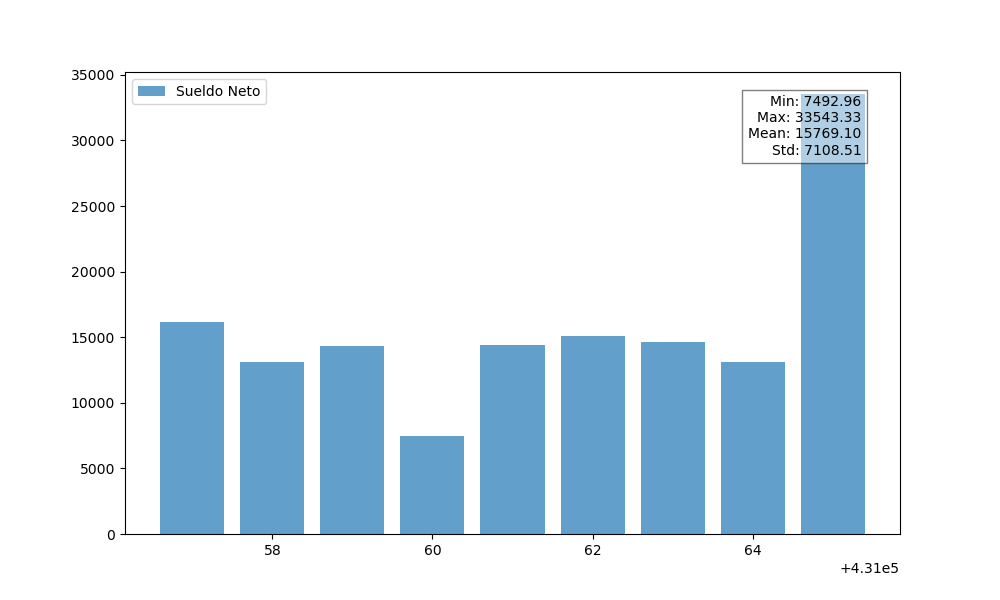 35000
30000
25000
20000
15000
10000
5000
0
Sueldo Neto
Min: 7492.96
Max: 33543.33
Mean: 15769.10
Std: 7108.51
58 60 62 64
+4.31e5